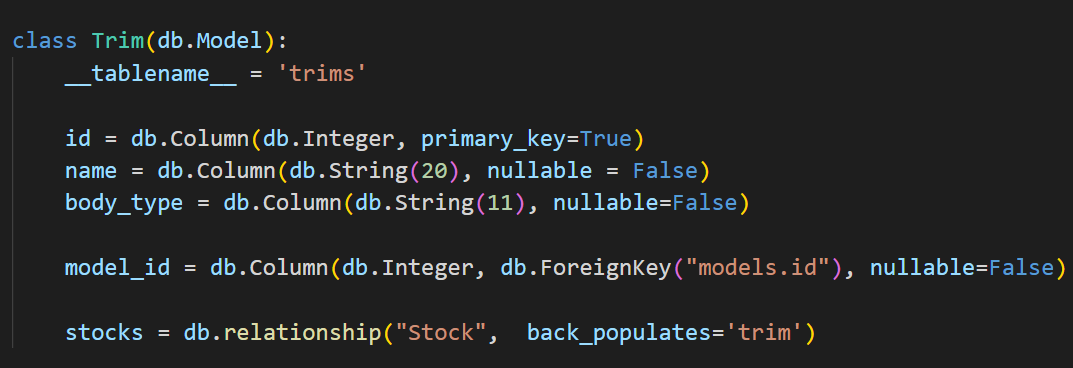 class Trim(db.Model):
    __tablename__ = 'trims'
    id = db.Column(db.Integer, primary_key=True)
    name = db.Column(db.String(20), nullable = False)
    body_type = db.Column(db.String(11), nullable=False)
    model_id = db.Column(db.Integer, db.ForeignKey("models.id"), nullable=False)
    stocks = db.relationship("Stock",  back_populates='trim')